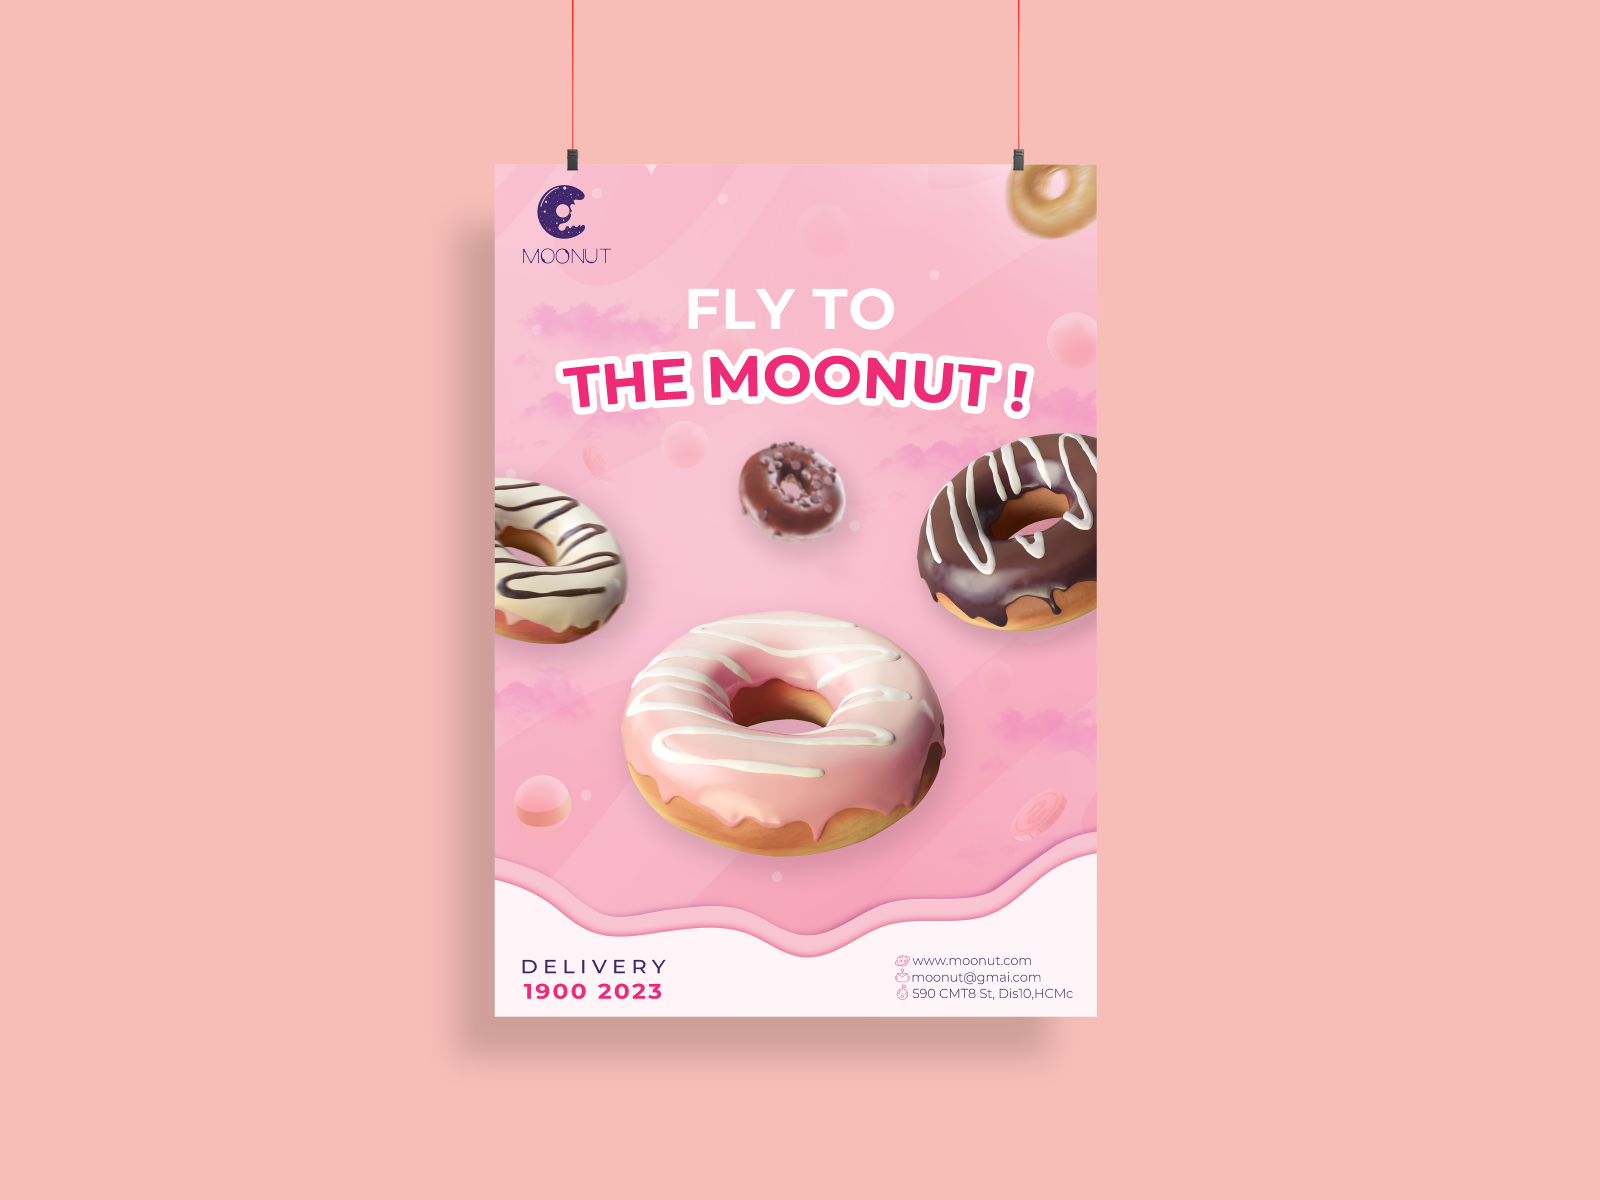 MOONUT
FLY TO
THE MOONUT !
DELIVERY
1900 2023
www.moonut.com
moonut@gmai.com
590 CMT8 St, Dis10,HCMc